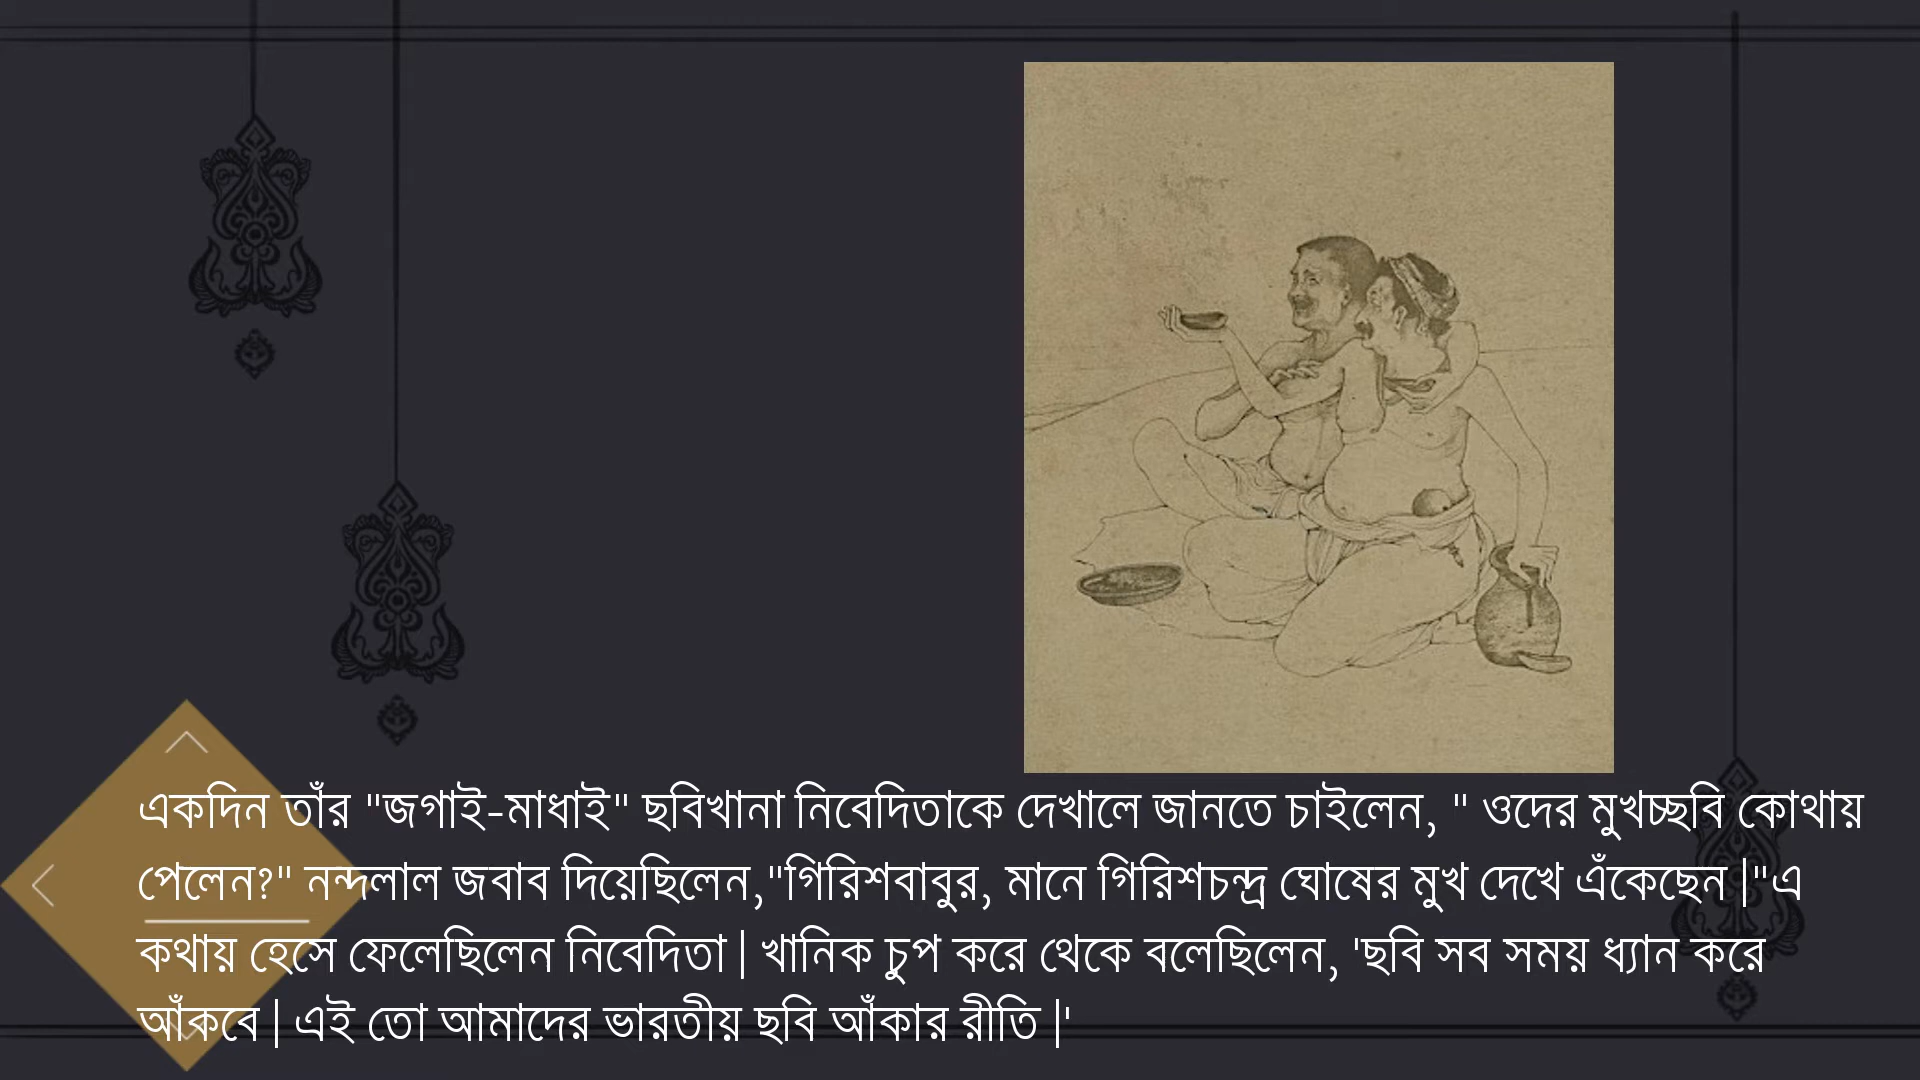 একদিন তাঁর "জগাই-মাধাই" ছবিখানা নিবেদিতাকে দেখালে জানতে চাইলেন, " ওদের মুখচ্ছবি কোথায়
পেলেন?" নন্দলাল জবাব দিয়েছিলেন,"গিরিশবাবুর, মানে গিরিশচন্দ্র ঘোষের মুখ দেখে এঁকেছেন |"এ
কথায় হেসে ফেলেছিলেন নিবেদিতা | খানিক চুপ করে থেকে বলেছিলেন, 'ছবি সব সময় ধ্যান করে
আঁকবে | এই তো আমাদের ভারতীয় ছবি আঁকার রীতি |'